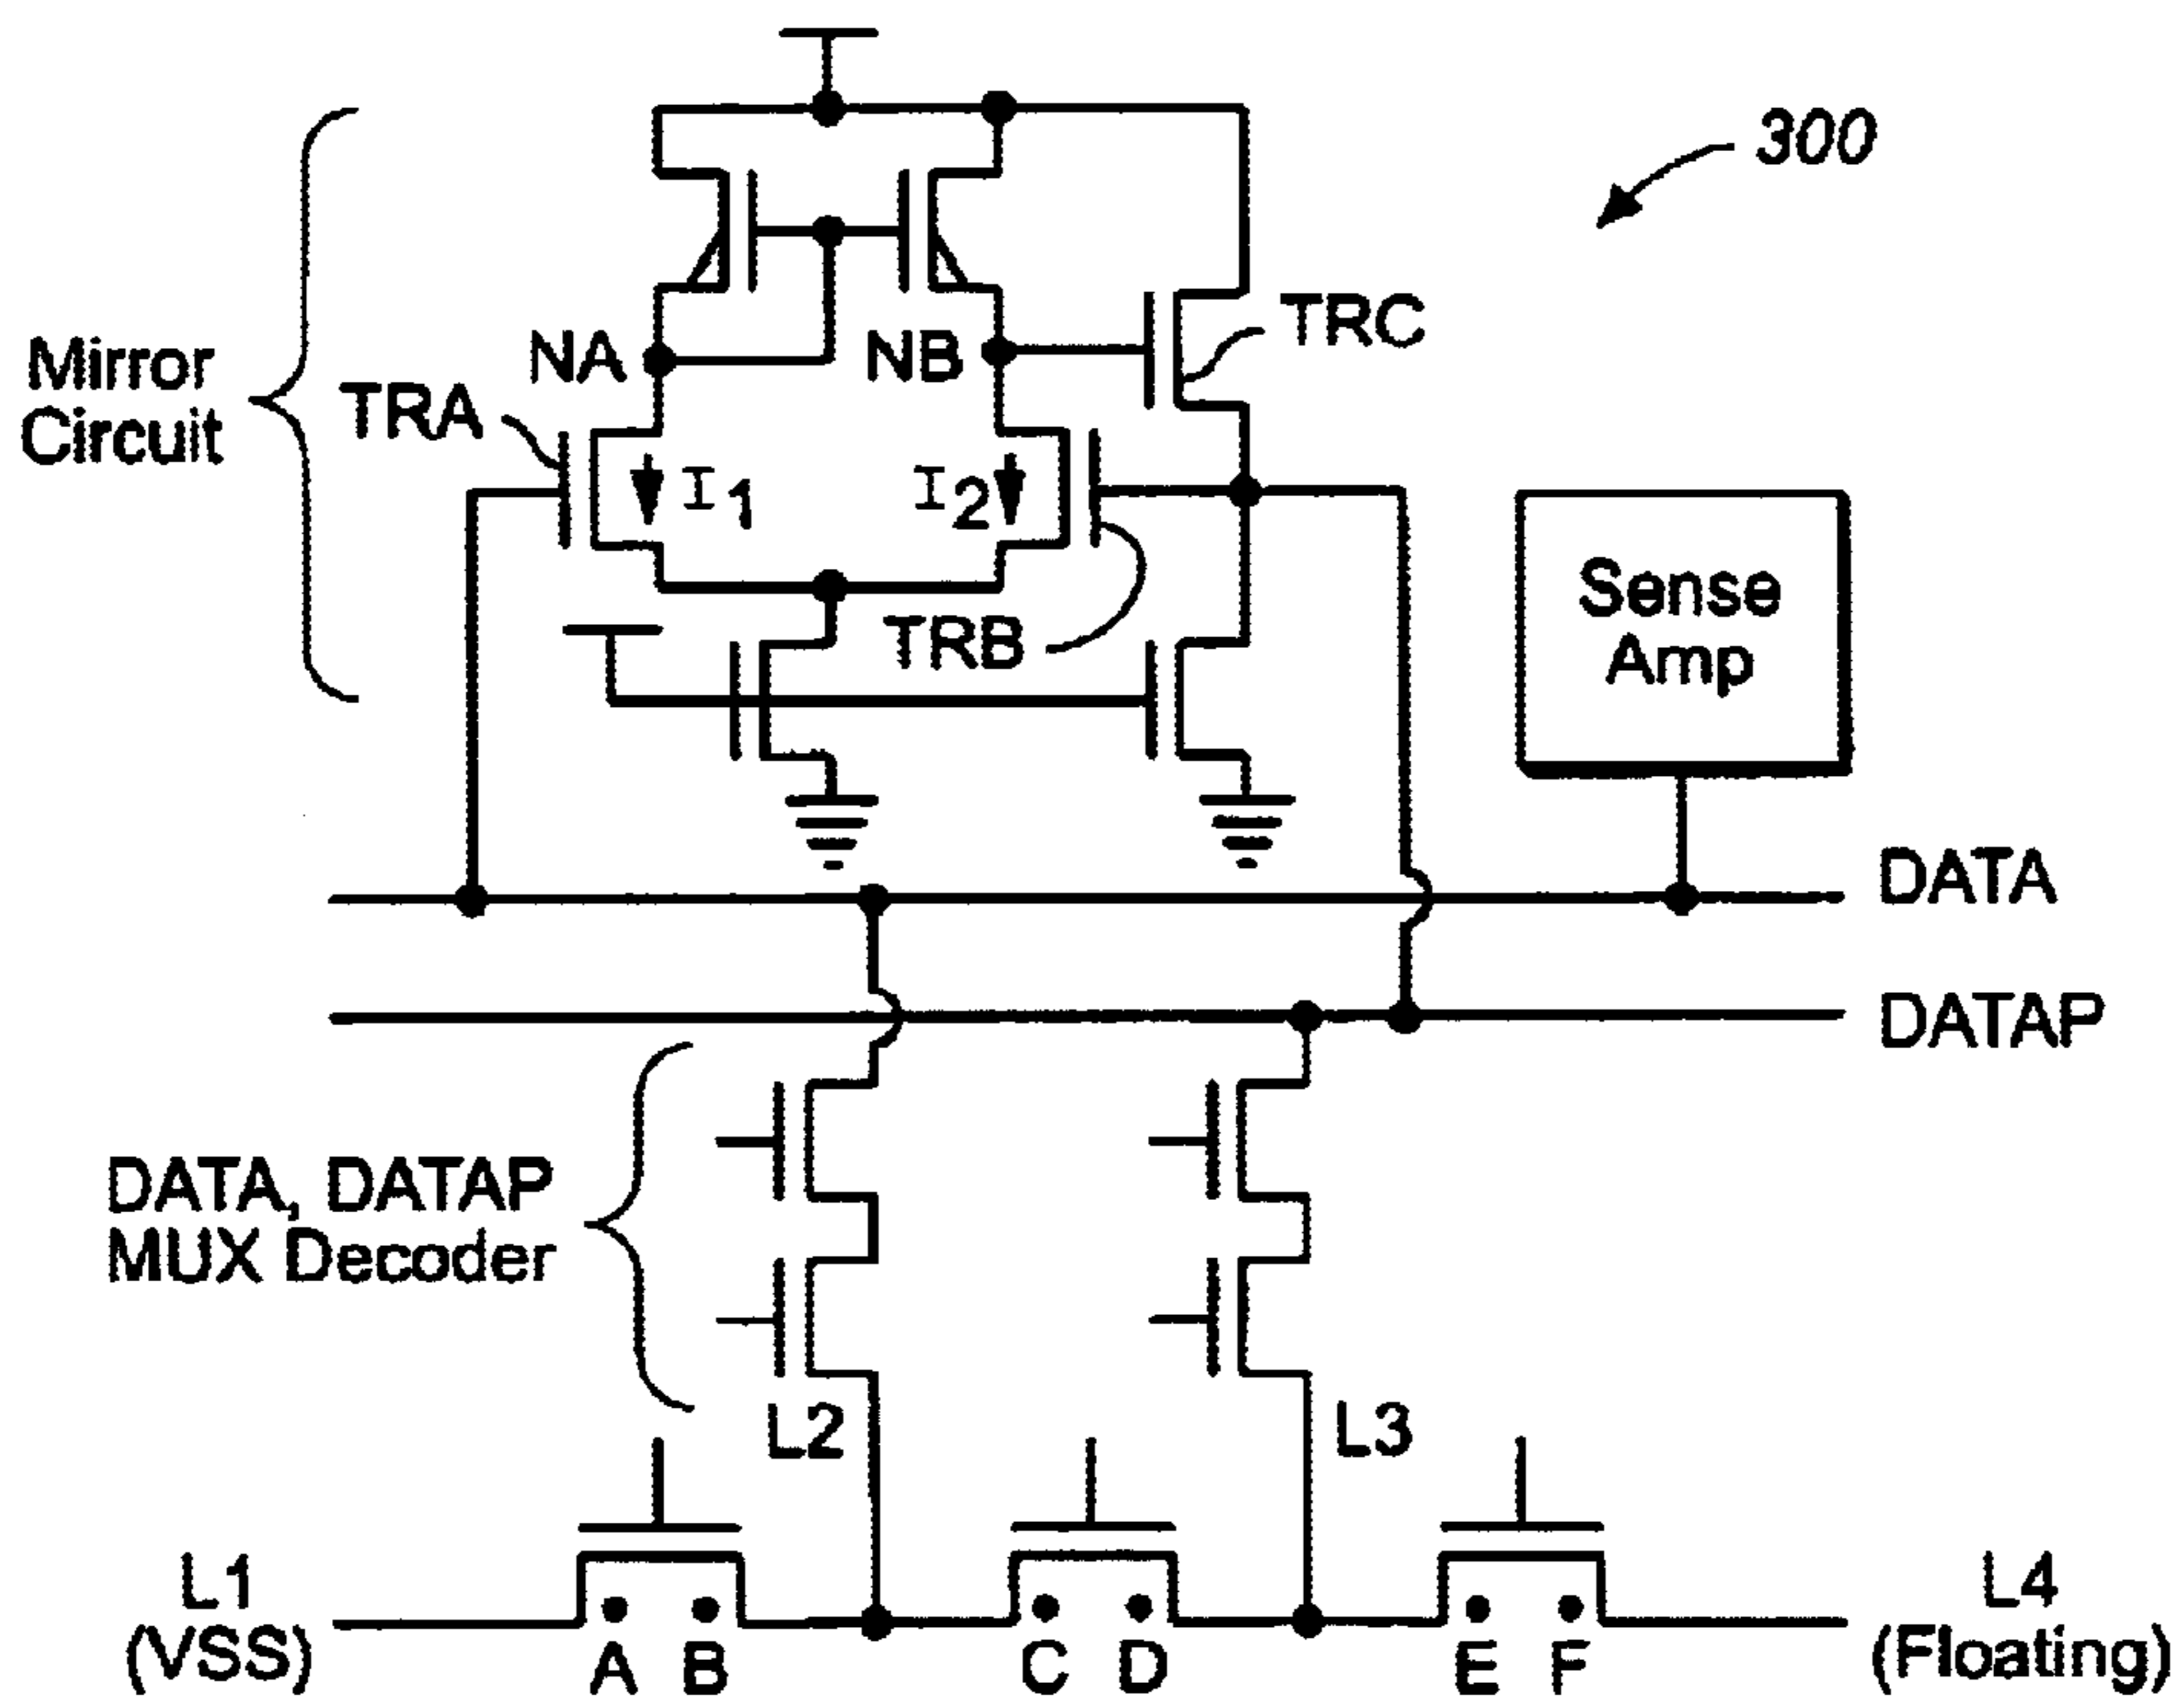 300
TRC
NA
NB
Mirror
Circuit
TRA
I1
I2
Sense
Amp
TRB
DATA
DATAP
DATA, DATAP
MUX Decoder
L2
L3
L1
(VSS)
L4
(Floating)
A B C D E F